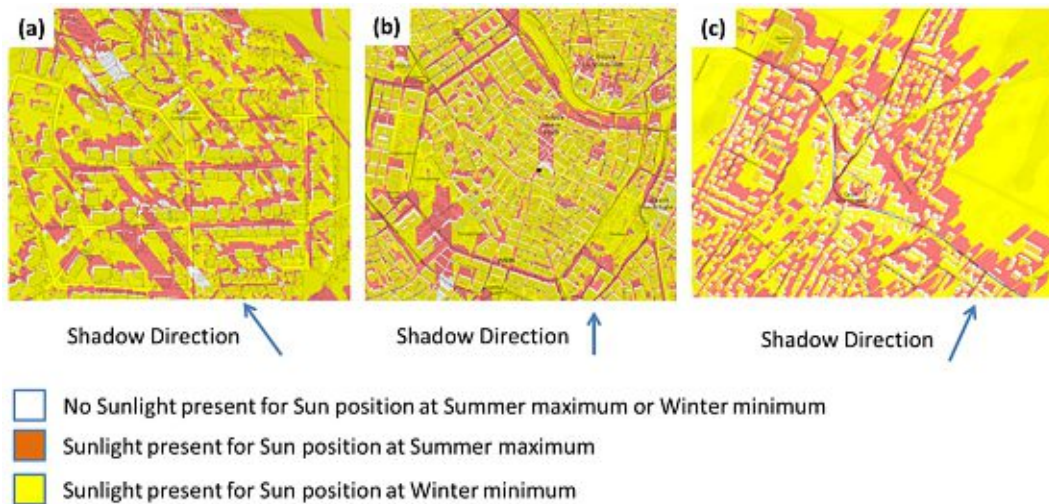 (a)
(b)
(c)
Shadow Direction
Shadow Direction
Shadow Direction
No Sunlight present for Sun position at Summer maximum or Winter minimum
Sunlight present for Sun position at Summer maximum
Sunlight present for Sun position at Winter minimum